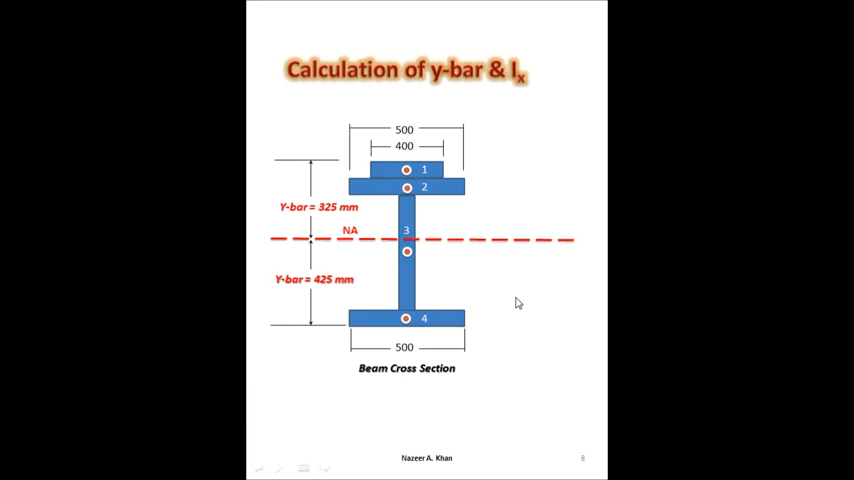 Calculation of y-bar & Ix
500
400
1
2
Y-bar = 325 mm
NA
3
Y-bar = 425 mm
4
500
Beam Cross Section
Nazeer A. Khan
8